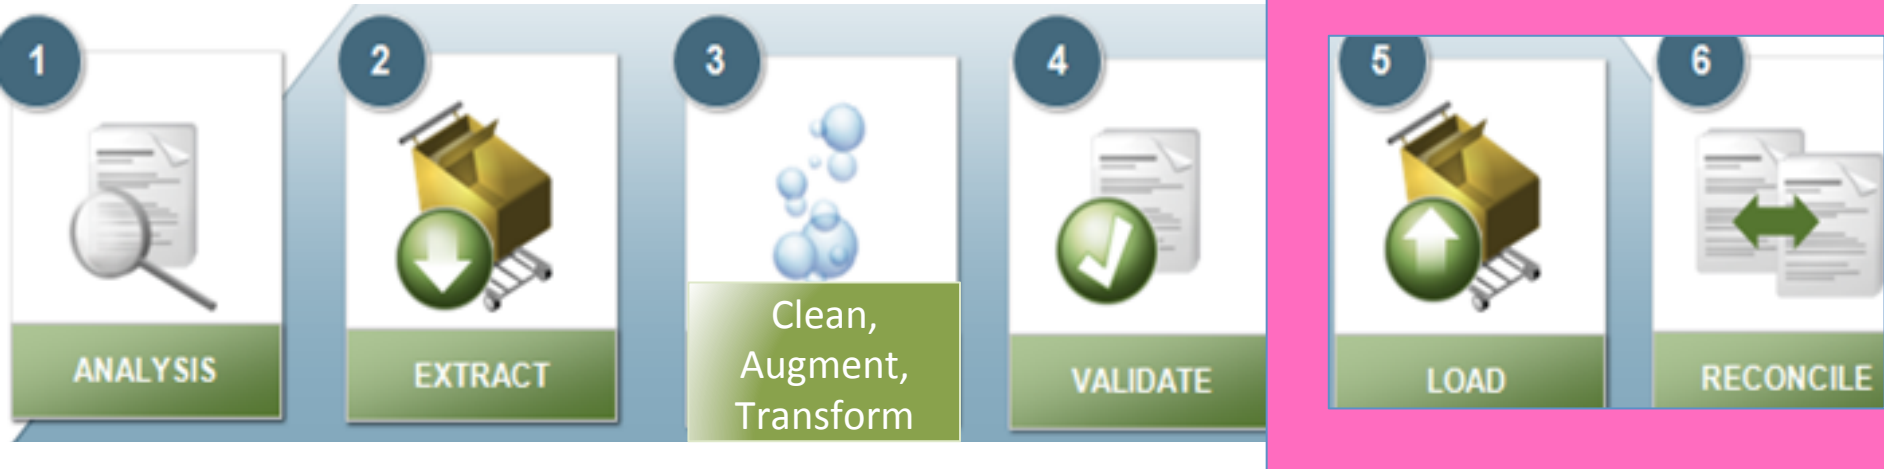 1
ANALYSIS
2
EXTRACT
3
Clean,
Augment,
Transform
4
VALIDATE
5
LOAD
6
RECONCILE